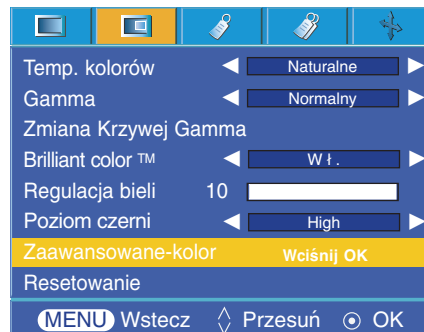 Temp. kolorów Naturalne
Gamma Normalny
Zmiana Krzywej Gamma
Brilliant color ™ Wł.
Regulacja bieli 10
Poziom czerni High
Zaawansowane-kolor Wciśnij OK
Resetowanie
MENU Wstecz Przesuń OK